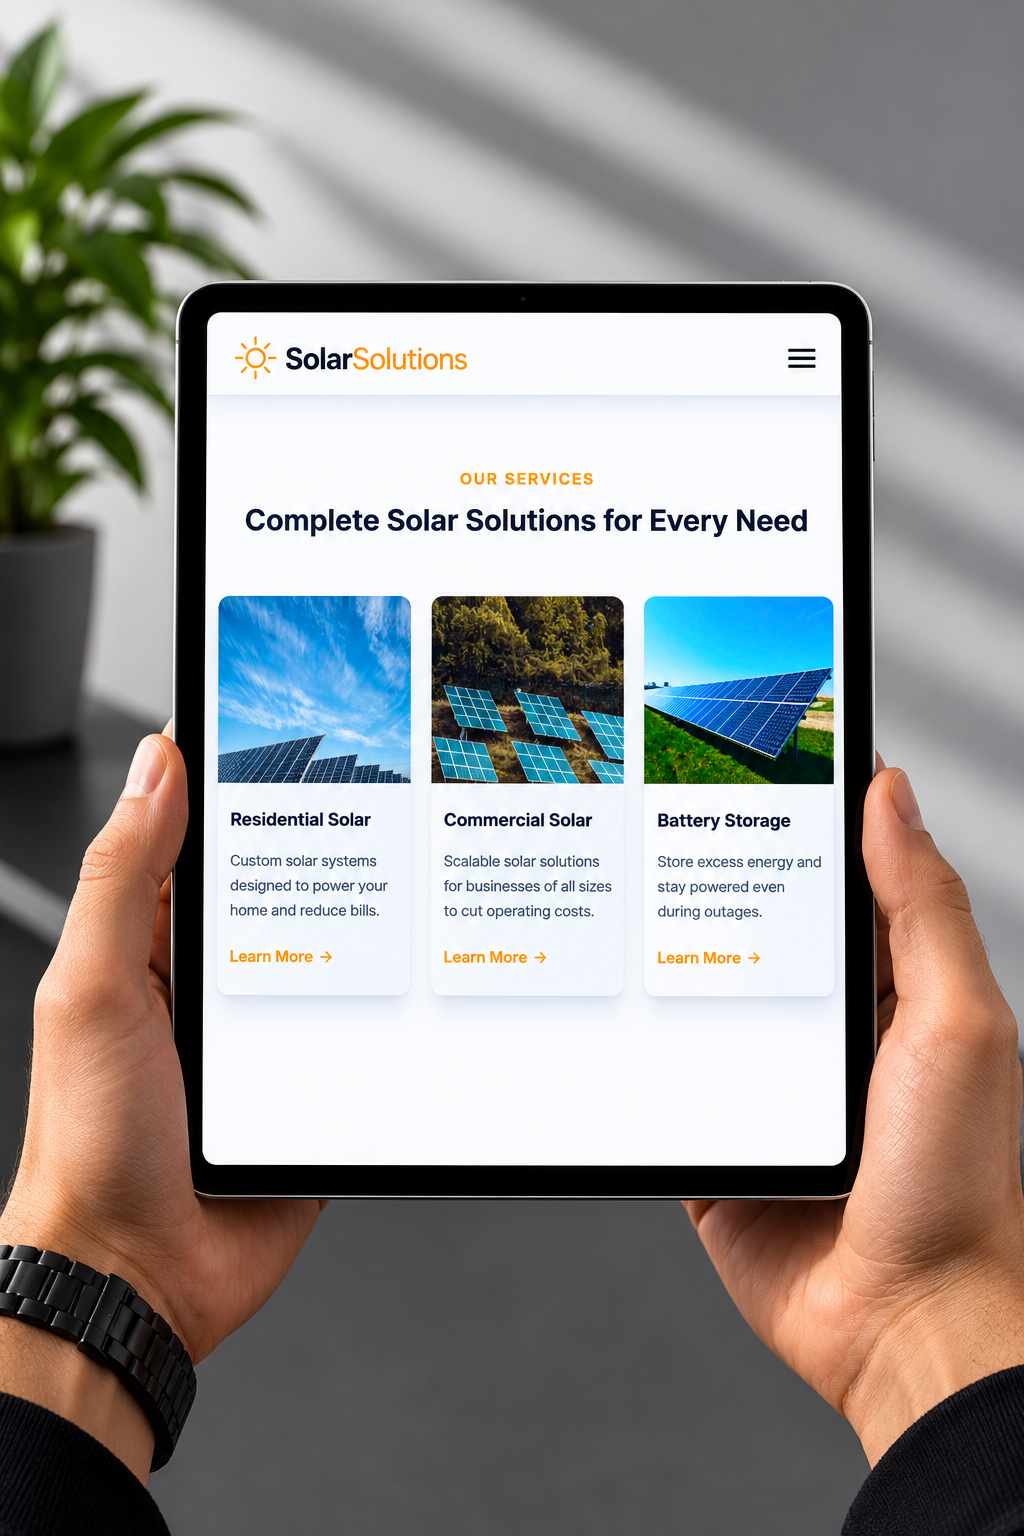 SolarSolutions
OUR SERVICES
Complete Solar Solutions for Every Need
Residential Solar
Custom solar systems
designed to power your
home and reduce bills.
Learn More →
Commercial Solar
Scalable solar solutions
for businesses of all sizes
to cut operating costs.
Learn More →
Battery Storage
Store excess energy and
stay powered even
during outages.
Learn More →